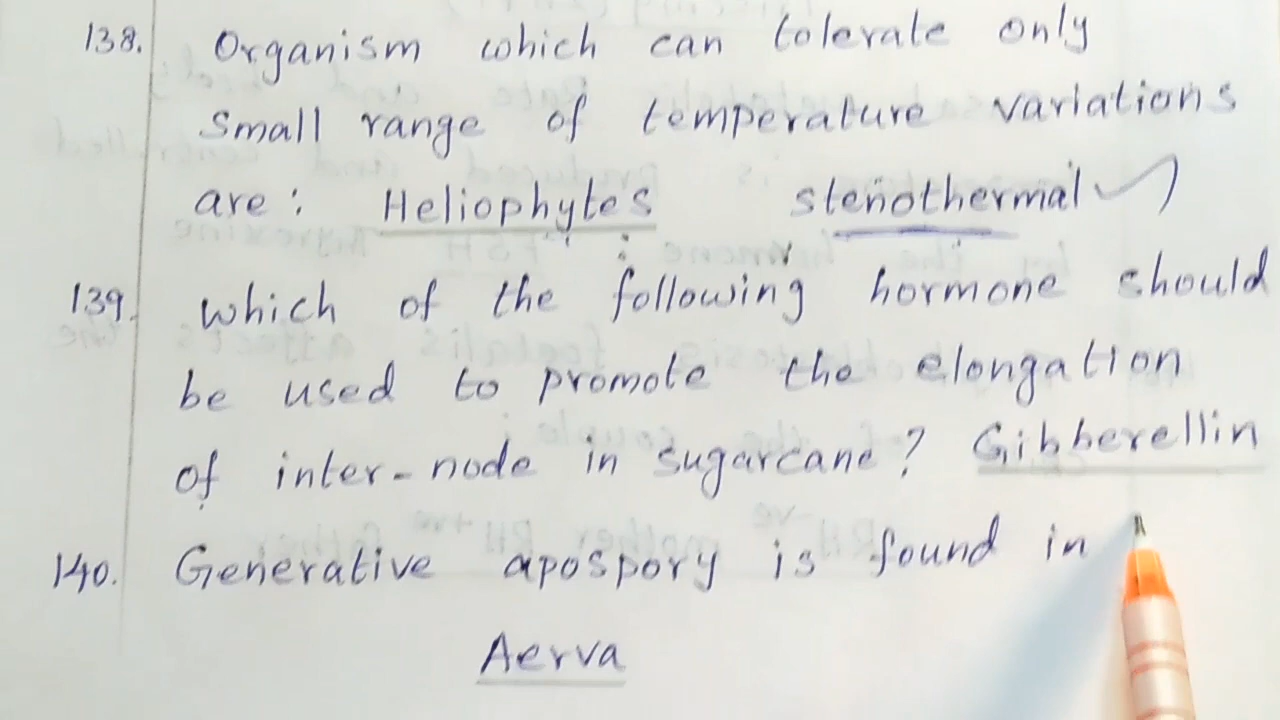 138. Organism which can tolerate only
small range of temperature variations
are: Heliophytes stenothermal
139. which of the following hormone should
be used to promote the elongation
of inter-node in sugarcane? Gibberellin
140. Generative apospory is found in
Aerva